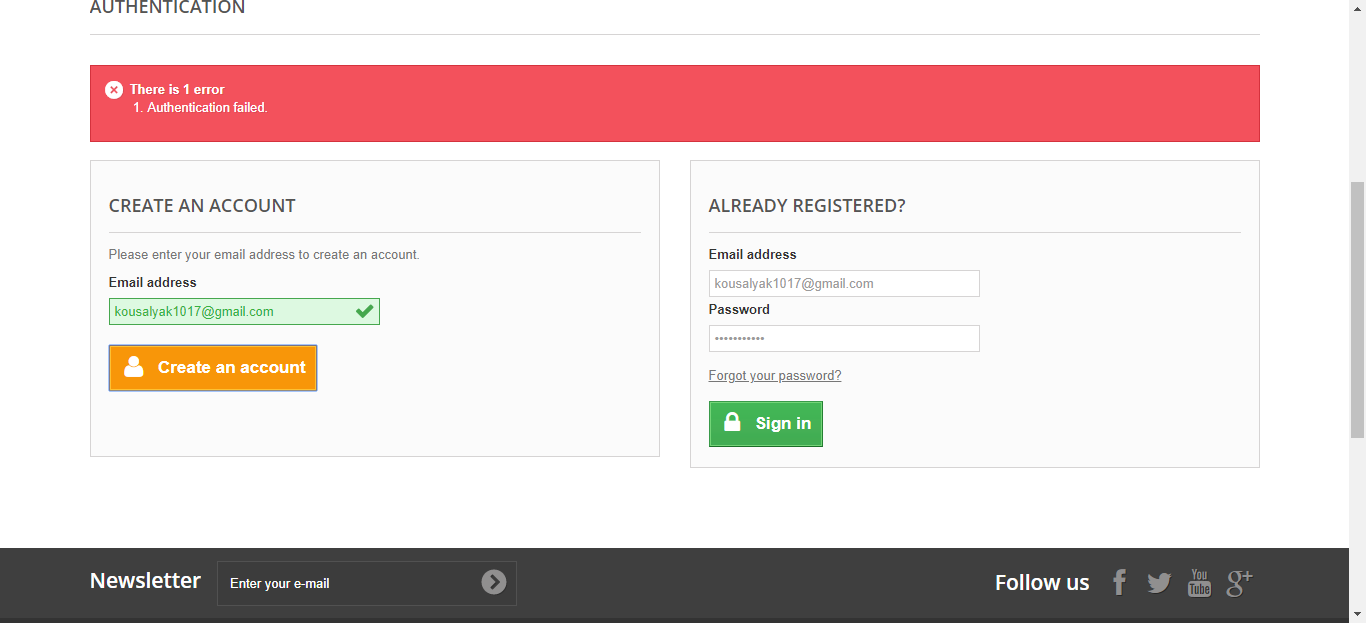 AUTHENTICATION
There is 1 error
1. Authentication failed.
CREATE AN ACCOUNT
Please enter your email address to create an account.
Email address
kousalyak1017@gmail.com
Create an account
ALREADY REGISTERED?
Email address
kousalyak1017@gmail.com
Password
•••••••••••
Forgot your password?
Sign in
Newsletter
Enter your e-mail
Follow us
You
Tube
g+